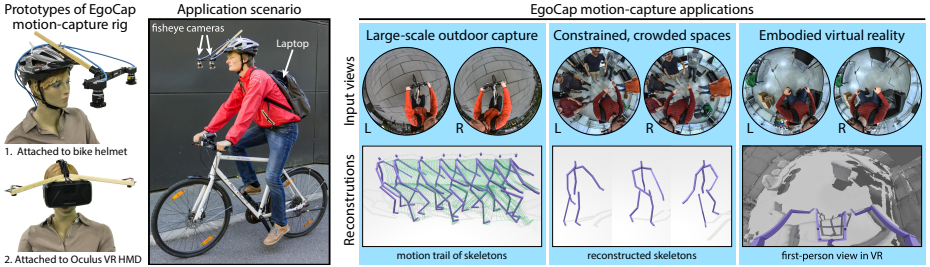 Prototypes of EgoCap
motion-capture rig
1. Attached to bike helmet
2. Attached to Oculus VR HMD
Application scenario
fisheye cameras
Laptop
EgoCap motion-capture applications
Large-scale outdoor capture
Constrained, crowded spaces
Embodied virtual reality
Input views
L
R
L
R
L
R
Reconstrutions
motion trail of skeletons
reconstructed skeletons
first-person view in VR